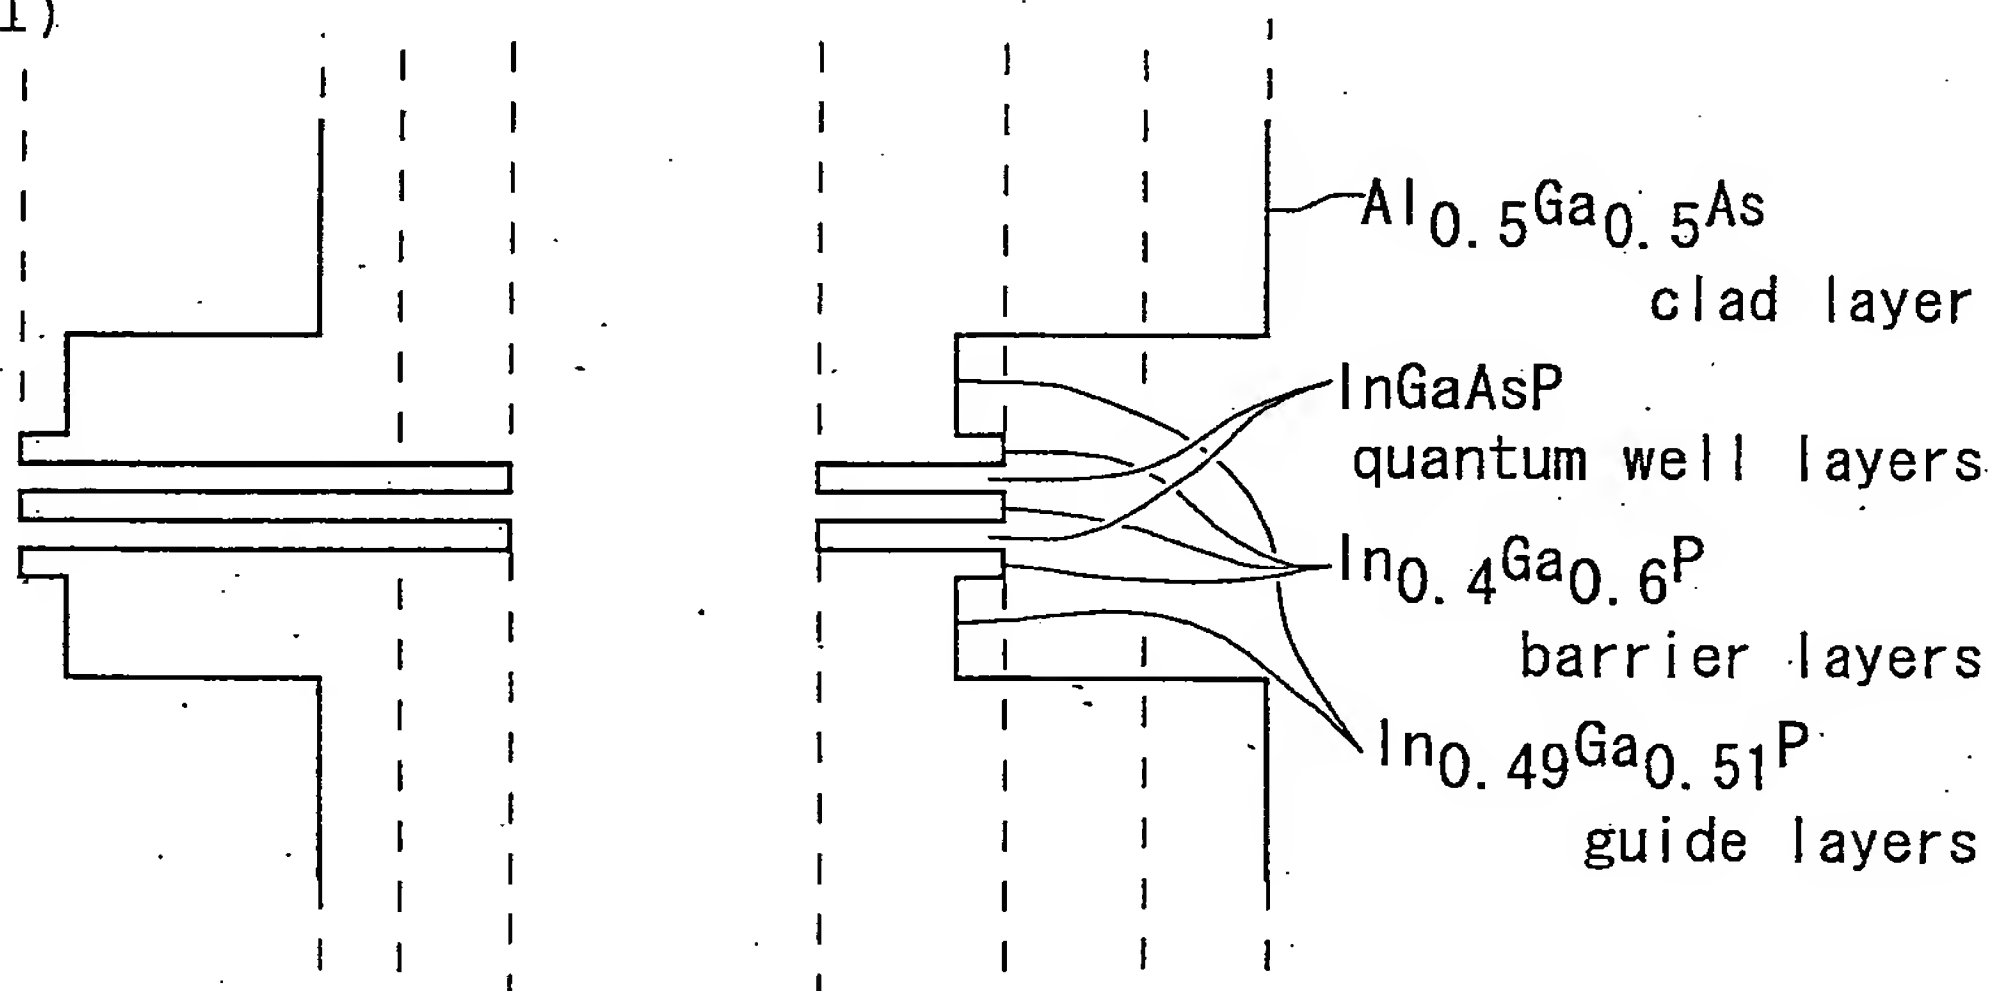 1)
Al0.5Ga0.5As
clad layer
InGaAsP
quantum well layers
In0.4Ga0.6P
barrier layers
In0.49Ga0.51P
guide layers